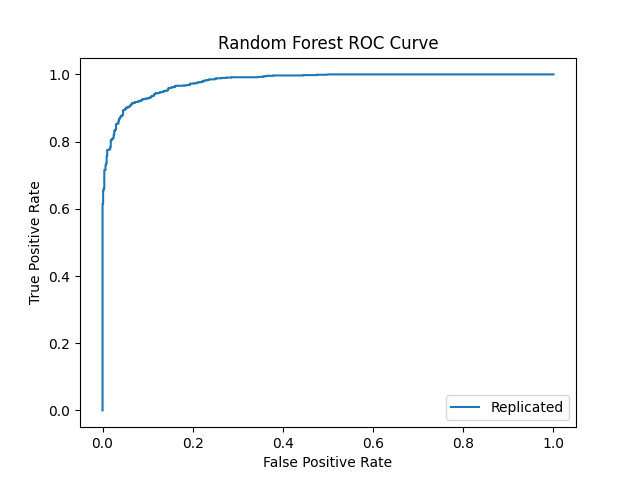 Random Forest ROC Curve
True Positive Rate
1.0
0.8
0.6
0.4
0.2
0.0
0.0 0.2 0.4 0.6 0.8 1.0
False Positive Rate
Replicated